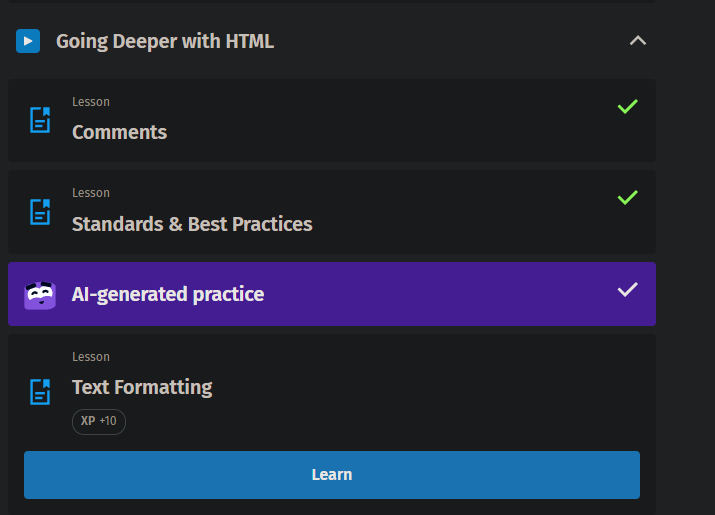 Going Deeper with HTML
Lesson
Comments
Lesson
Standards & Best Practices
AI-generated practice
Lesson
Text Formatting
XP +10
Learn